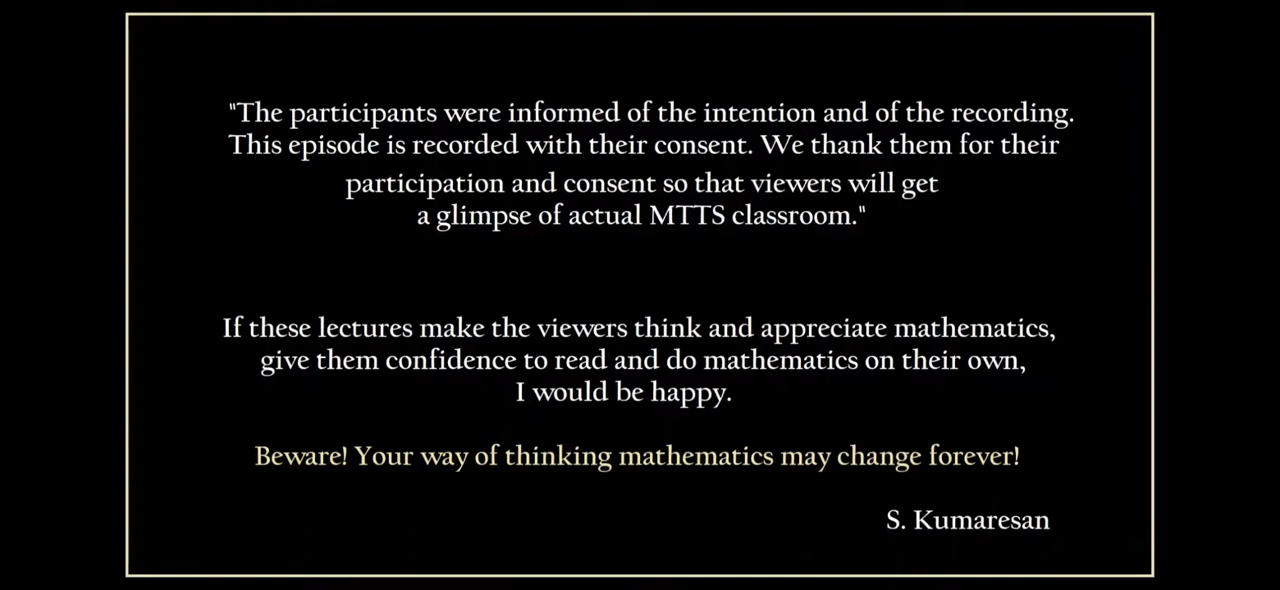 "The participants were informed of the intention and of the recording.
This episode is recorded with their consent. We thank them for their
participation and consent so that viewers will get
a glimpse of actual MTTS classroom."
If these lectures make the viewers think and appreciate mathematics,
give them confidence to read and do mathematics on their own,
I would be happy.
Beware! Your way of thinking mathematics may change forever!
S. Kumaresan